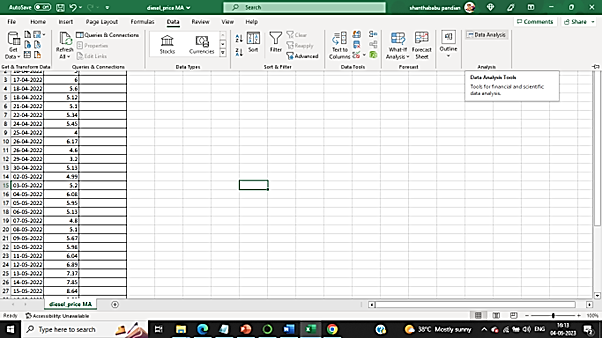 AutoSave Off
diesel_price MA
Search
shanthababu pandian
File Home Insert Page Layout Formulas Data Review View Help
Comments Share
Get Data
Refresh All
Queries & Connections
Properties
Edit Links
Stocks
Currencies
Sort
Filter
Clear
Reapply
Advanced
Text to Columns
What-If Analysis
Forecast Sheet
Outline
Data Analysis
Get & Transform Data
Queries & Connections
Data Types
Sort & Filter
Data Tools
Forecast
Analysis
Data Analysis Tools
Tools for financial and scientific
data analysis.
3 17-04-2022 6
4 18-04-2022 5.6
5 18-04-2022 5.12
6 21-04-2022 5.1
7 22-04-2022 5.34
8 24-04-2022 5.45
9 25-04-2022 4
10 26-04-2022 6.17
11 26-04-2022 4.6
12 29-04-2022 3.2
13 30-04-2022 5.13
14 02-05-2022 4.99
15 03-05-2022 5.2
16 04-05-2022 6.08
17 05-05-2022 5.95
18 06-05-2022 5.13
19 07-05-2022 4.8
20 08-05-2022 5.1
21 09-05-2022 5.67
22 10-05-2022 5.98
23 11-05-2022 6.04
24 12-05-2022 6.89
25 13-05-2022 7.37
26 14-05-2022 7.85
27 15-05-2022 8.64
diesel_price MA
Ready
Accessibility: Unavailable
100%
Type here to search
38°C Mostly sunny
ENG
16:13
04-06-2023